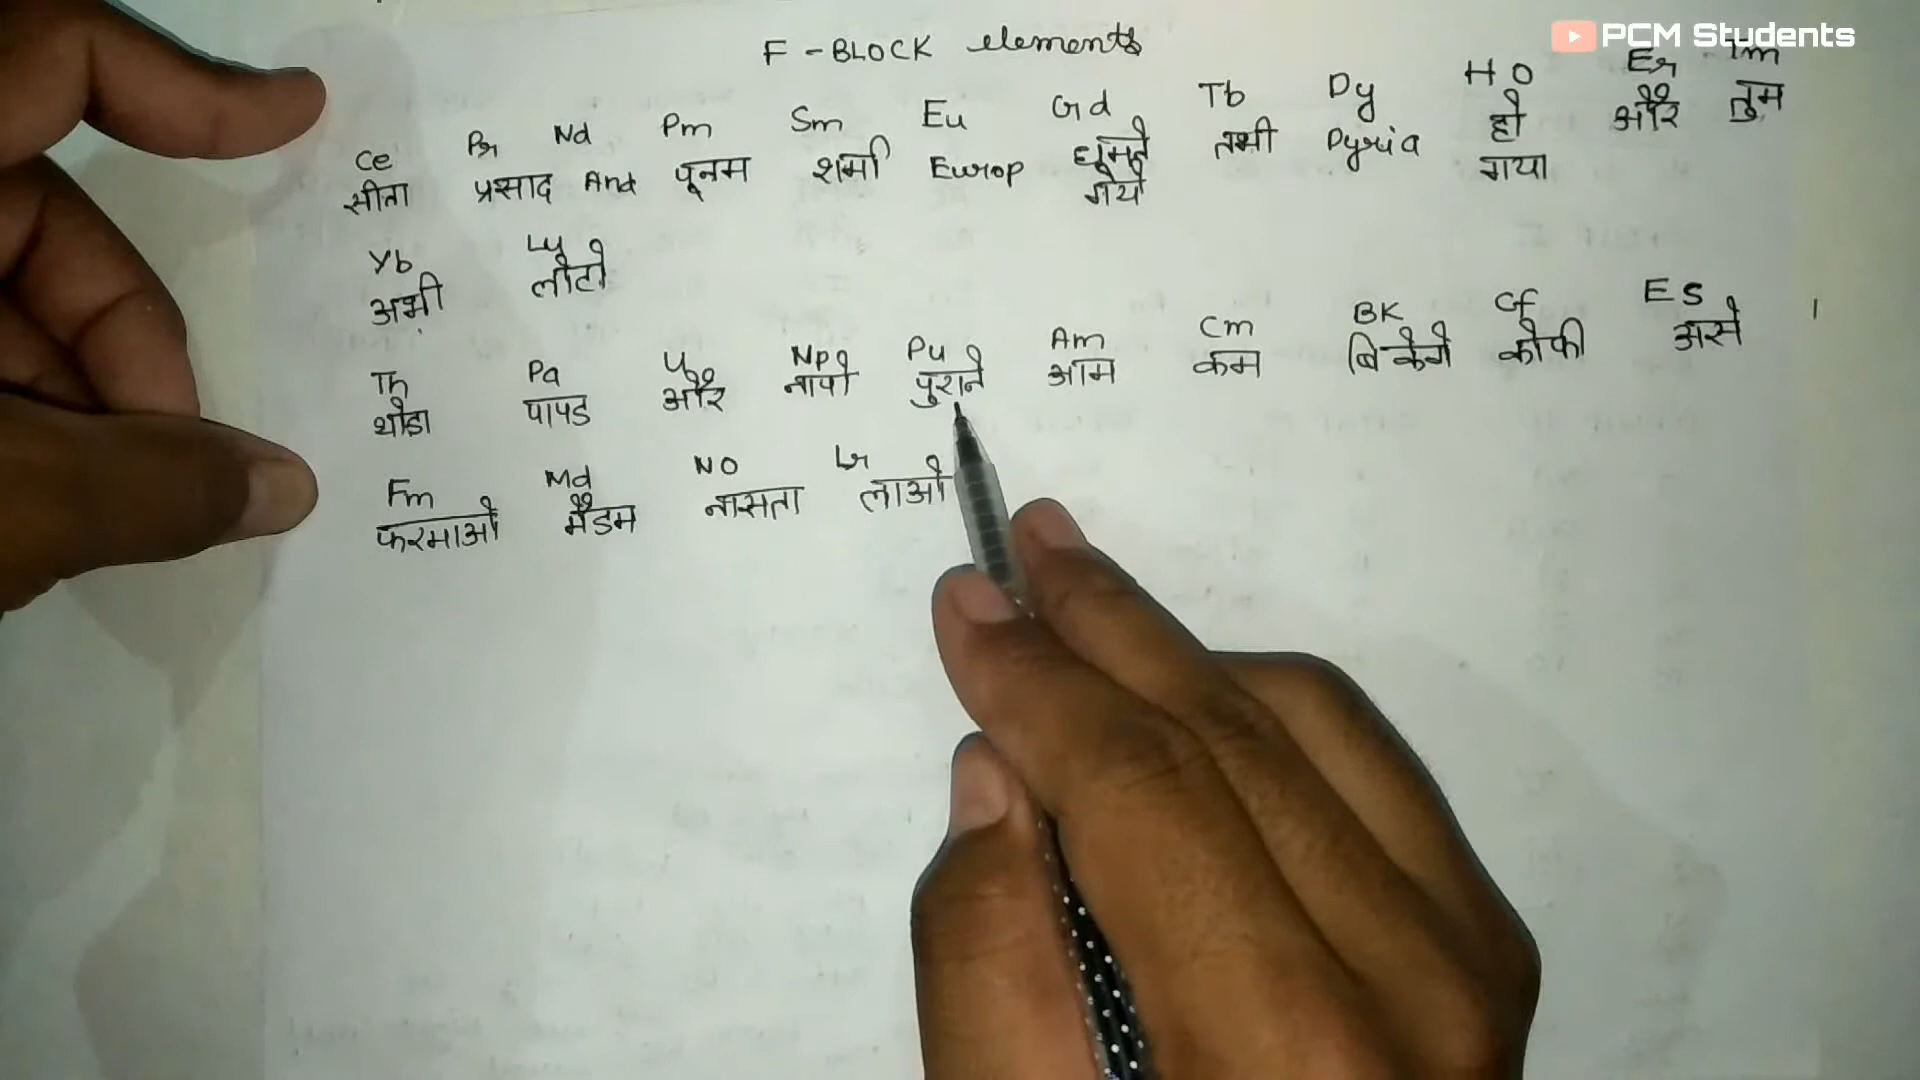 PCM Students
F-BLOCK elements
Ce Pr Nd Pm Sm Eu Gd Tb Dy HO Er Tm
सीता प्रसाद And पूनम शर्मा Europ घूमने गये तभी Dyria हो गया और तुम
Yb Lu
अभी लोटो
Th Pa U Np Pu Am Cm BK Cf ES
थोडा पापड और नापो पुराने आम कम बिकेगे कोफी असे
Fm Md NO Lr
फरमाओ मैडम नासता लाओ